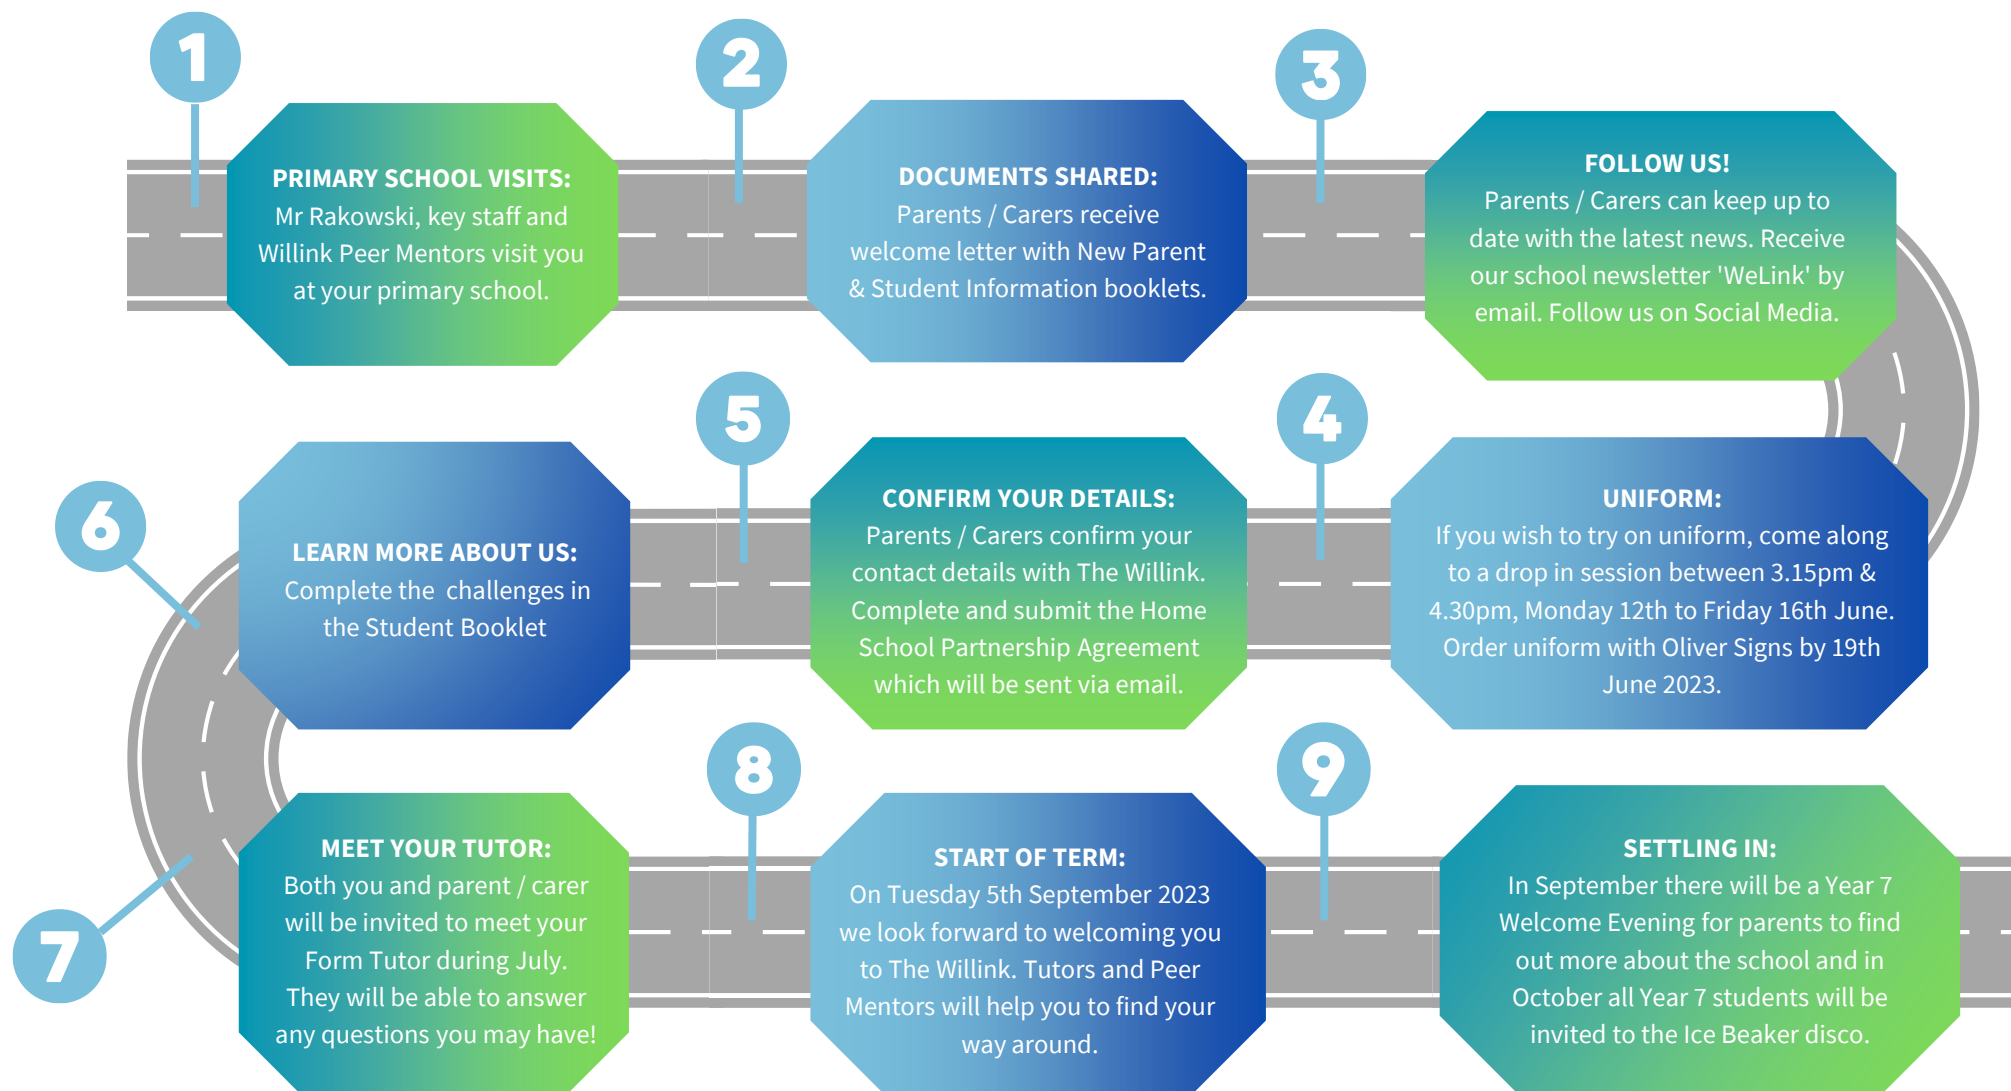 1
PRIMARY SCHOOL VISITS:
Mr Rakowski, key staff and
Willink Peer Mentors visit you
at your primary school.
2
DOCUMENTS SHARED:
Parents / Carers receive
welcome letter with New Parent
& Student Information booklets.
3
FOLLOW US!
Parents / Carers can keep up to
date with the latest news. Receive
our school newsletter 'WeLink' by
email. Follow us on Social Media.
4
UNIFORM:
If you wish to try on uniform, come along
to a drop in session between 3.15pm &
4.30pm, Monday 12th to Friday 16th June.
Order uniform with Oliver Signs by 19th
June 2023.
5
CONFIRM YOUR DETAILS:
Parents / Carers confirm your
contact details with The Willink.
Complete and submit the Home
School Partnership Agreement
which will be sent via email.
6
LEARN MORE ABOUT US:
Complete the challenges in
the Student Booklet
7
MEET YOUR TUTOR:
Both you and parent / carer
will be invited to meet your
Form Tutor during July.
They will be able to answer
any questions you may have!
8
START OF TERM:
On Tuesday 5th September 2023
we look forward to welcoming you
to The Willink. Tutors and Peer
Mentors will help you to find your
way around.
9
SETTLING IN:
In September there will be a Year 7
Welcome Evening for parents to find
out more about the school and in
October all Year 7 students will be
invited to the Ice Beaker disco.